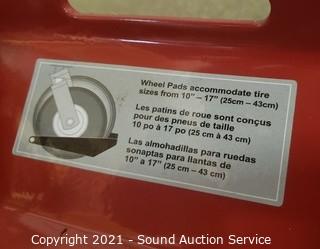 Wheel Pads accommodate tire
sizes from 10" – 17" (25cm – 43cm)
Les patins de roue sont conçus
pour des pneus de taille
10 po à 17 po (25 cm à 43 cm)
Las almohadillas para ruedas
sonaptas para llantas de
10" a 17" (25 cm – 43 cm)
Copyright 2021 - Sound Auction Service